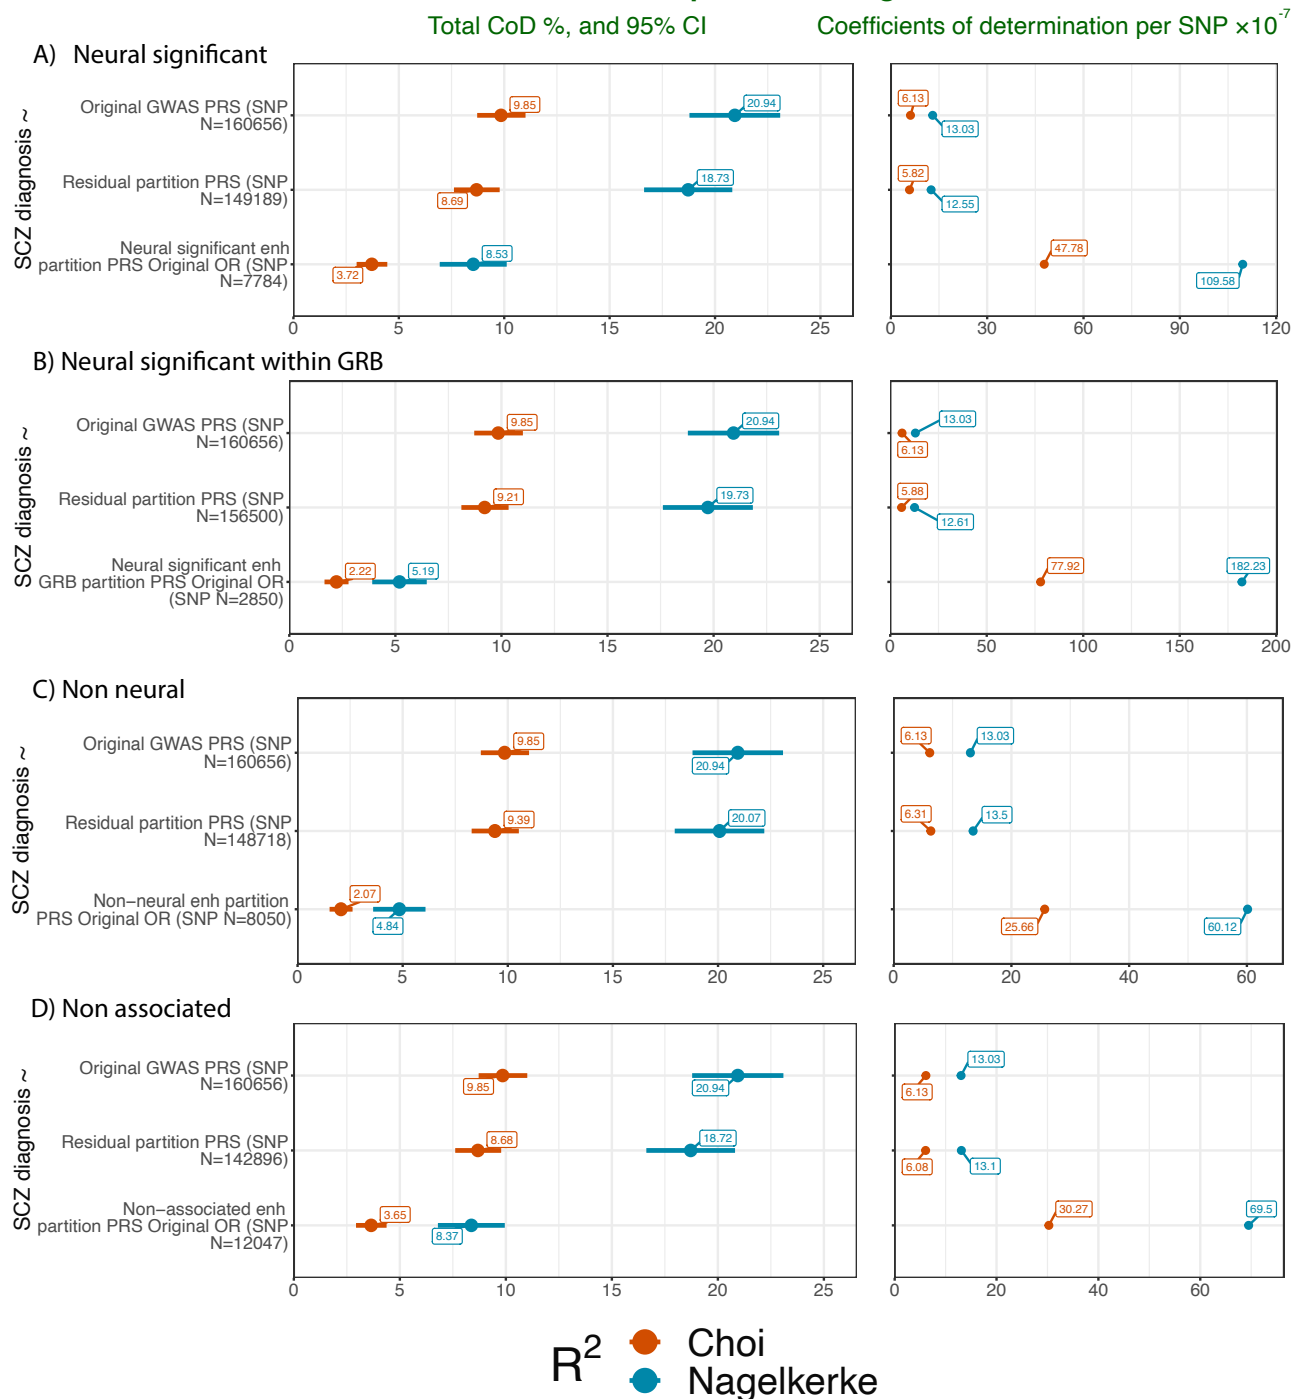 Total CoD %, and 95% CI
Coefficients of determination per SNP ×10⁻⁷
A) Neural significant
SCZ diagnosis ~
Original GWAS PRS (SNP
N=160656)
Residual partition PRS (SNP
N=149189)
Neural significant enh
partition PRS Original OR (SNP
N=7784)
9.85
20.94
8.69
18.73
3.72
8.53
0 5 10 15 20 25
6.13
13.03
5.82
12.55
47.78
109.58
0 30 60 90 120
B) Neural significant within GRB
SCZ diagnosis ~
Original GWAS PRS (SNP
N=160656)
Residual partition PRS (SNP
N=156500)
Neural significant enh
GRB partition PRS Original OR
(SNP N=2850)
9.85
20.94
9.21
19.73
2.22
5.19
0 5 10 15 20 25
13.03
6.13
5.88
12.61
77.92
182.23
0 50 100 150 200
C) Non neural
SCZ diagnosis ~
Original GWAS PRS (SNP
N=160656)
Residual partition PRS (SNP
N=148718)
Non−neural enh partition
PRS Original OR (SNP N=8050)
9.85
20.94
9.39
20.07
2.07
4.84
0 5 10 15 20 25
6.13
13.03
6.31
13.5
25.66
60.12
0 20 40 60
D) Non associated
SCZ diagnosis ~
Original GWAS PRS (SNP
N=160656)
Residual partition PRS (SNP
N=142896)
Non−associated enh
partition PRS Original OR (SNP
N=12047)
9.85
20.94
8.68
18.72
3.65
8.37
0 5 10 15 20 25
13.03
6.13
6.08
13.1
30.27
69.5
0 20 40 60
R²
Choi
Nagelkerke